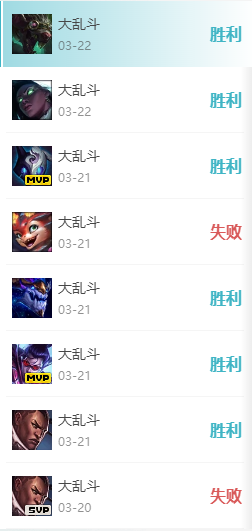 大乱斗
胜利
03-22
大乱斗
胜利
03-22
大乱斗
胜利
MVP
03-21
大乱斗
失败
03-21
大乱斗
胜利
03-21
大乱斗
胜利
MVP
03-21
大乱斗
胜利
03-21
大乱斗
失败
SVP
03-20